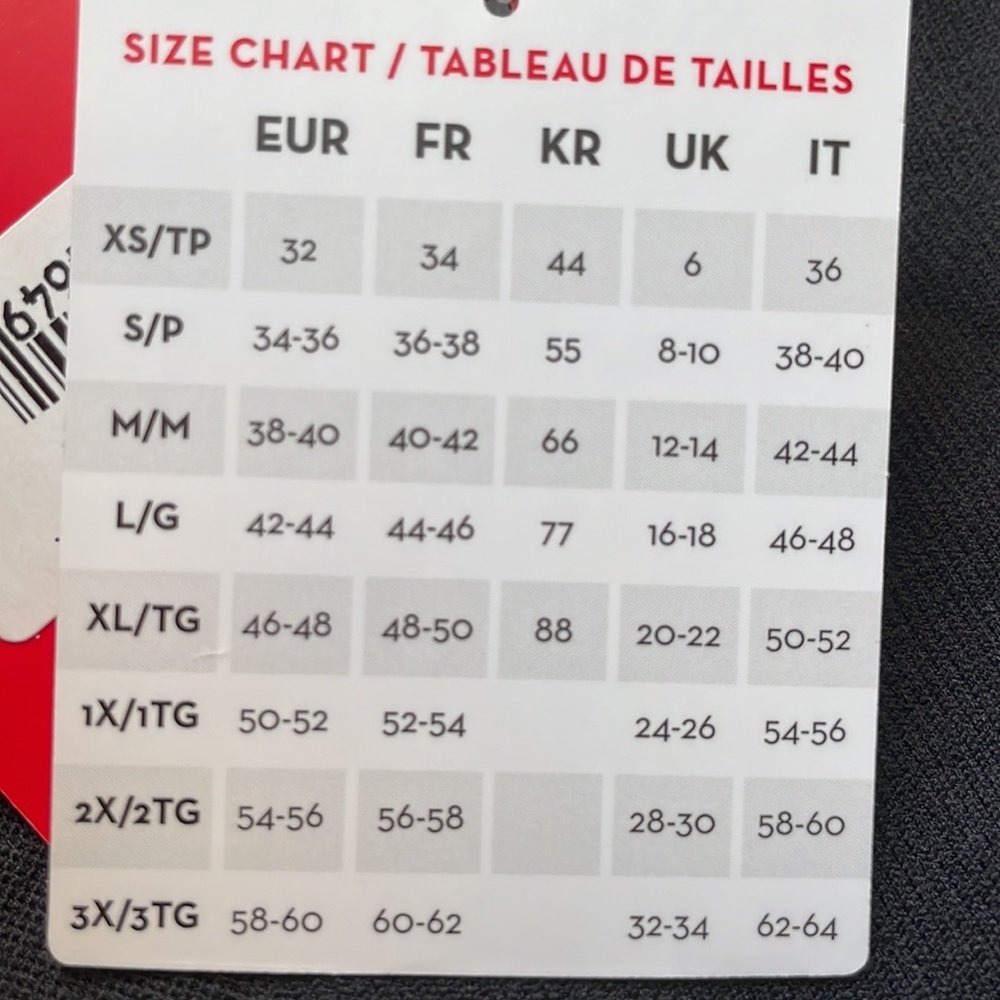 SIZE CHART / TABLEAU DE TAILLES
EUR FR KR UK IT
XS/TP 32 34 44 6 36
S/P 34-36 36-38 55 8-10 38-40
M/M 38-40 40-42 66 12-14 42-44
L/G 42-44 44-46 77 16-18 46-48
XL/TG 46-48 48-50 88 20-22 50-52
1X/1TG 50-52 52-54 24-26 54-56
2X/2TG 54-56 56-58 28-30 58-60
3X/3TG 58-60 60-62 32-34 62-64